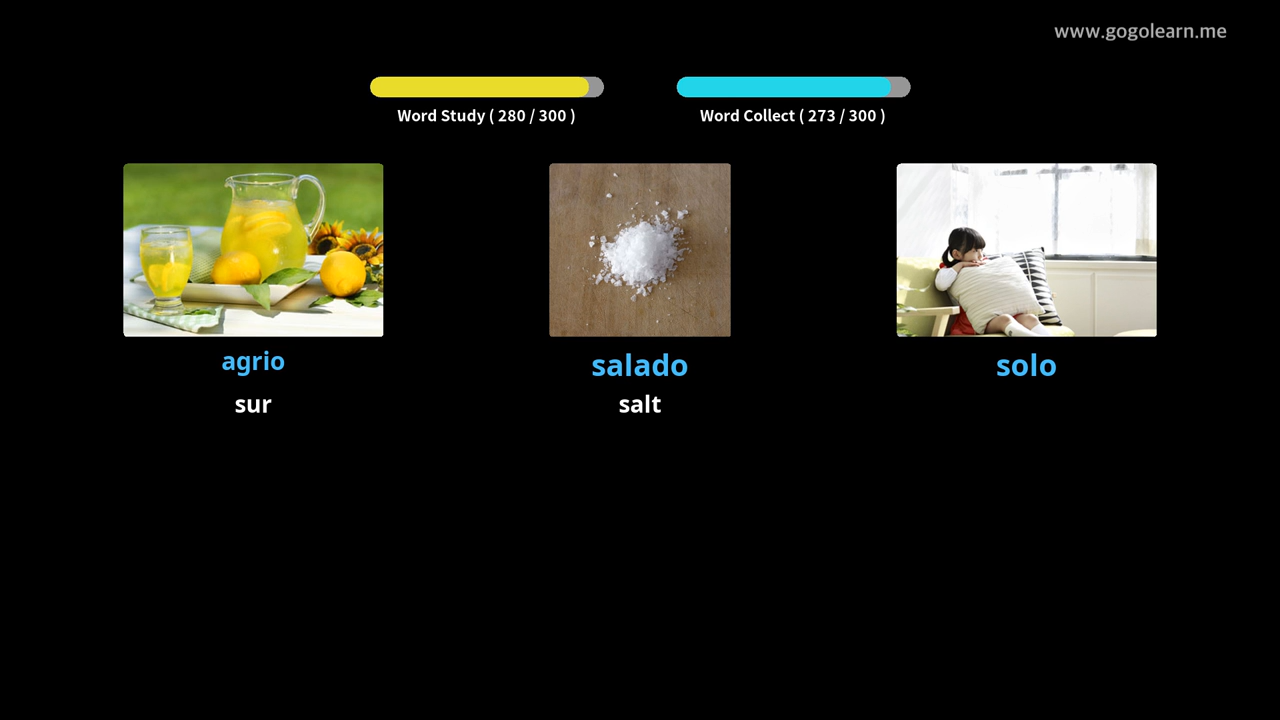 www.gogolearn.me
Word Study ( 280 / 300 )
Word Collect ( 273 / 300 )
agrio
salado
solo
sur
salt